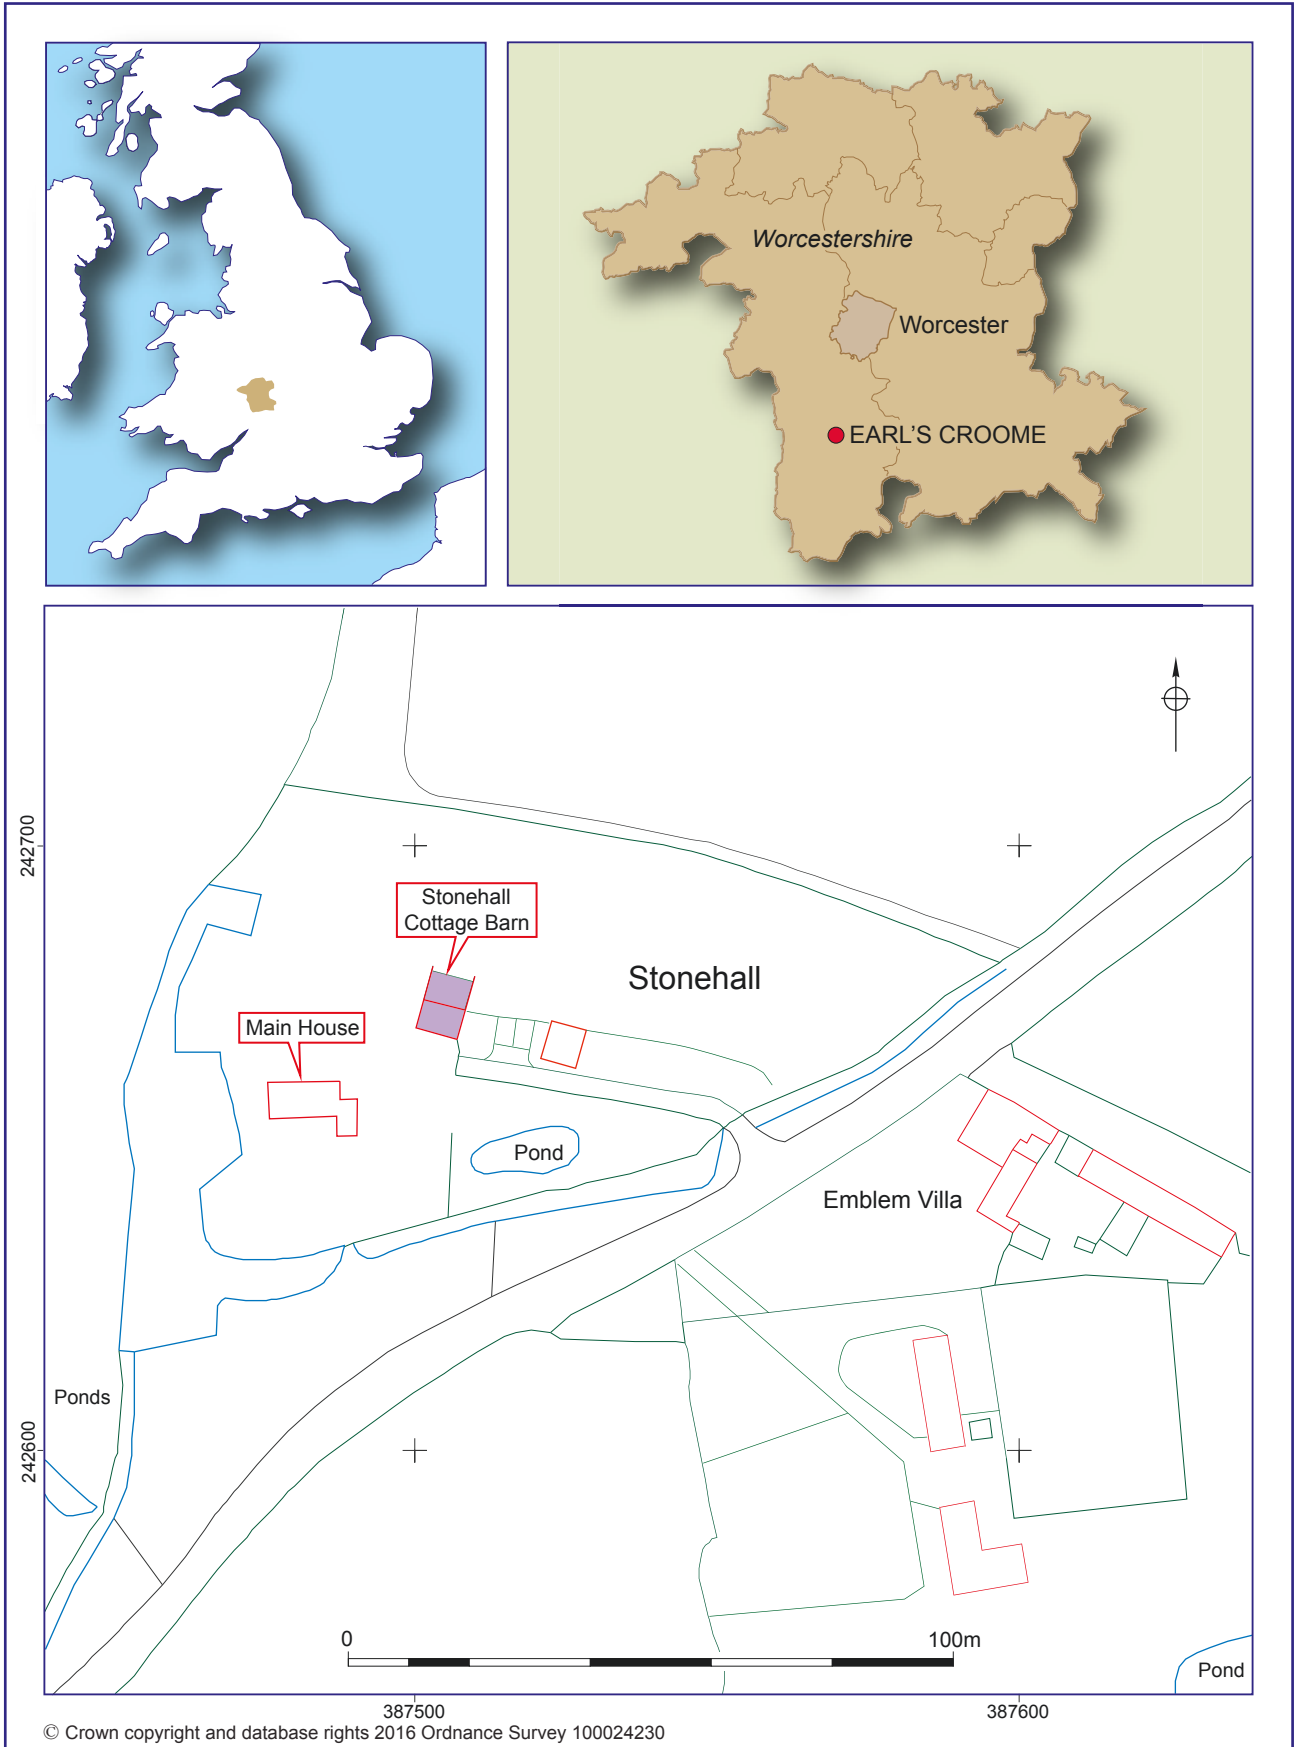 Worcestershire
Worcester
EARL'S CROOME
242700
Stonehall
Cottage Barn
Stonehall
Main House
Pond
Emblem Villa
Ponds
242600
0
100m
Pond
387500
387600
© Crown copyright and database rights 2016 Ordnance Survey 100024230